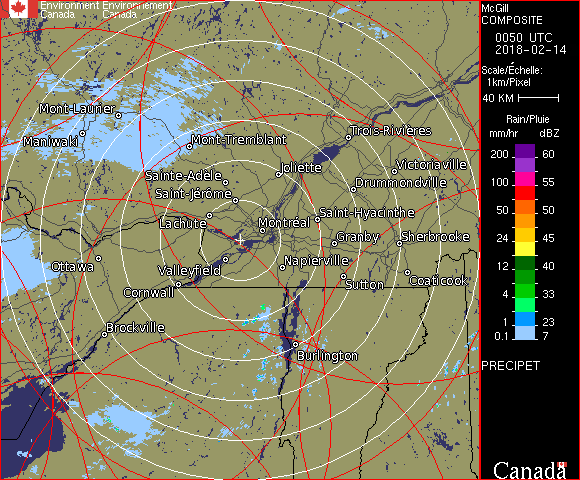 Environment Environnement
Canada Canada
McGill
COMPOSITE
0050 UTC
2018-02-14
Scale/Échelle:
1km/Pixel
40 KM
Rain/Pluie
mm/hr dBZ
200 60
100 55
50 50
24 45
12 40
4 33
1 23
0.1 7
PRECIPET
Canada
Mont-Laurier
Maniwaki
Mont-Tremblant
Trois-Rivières
Joliette
Victoriaville
Sainte-Adèle
Drummondville
Saint-Jérôme
Saint-Hyacinthe
Lachute
Montréal
Granby
Sherbrooke
Ottawa
Valleyfield
Napierville
Coaticook
Sutton
Cornwall
Brockville
Burlington